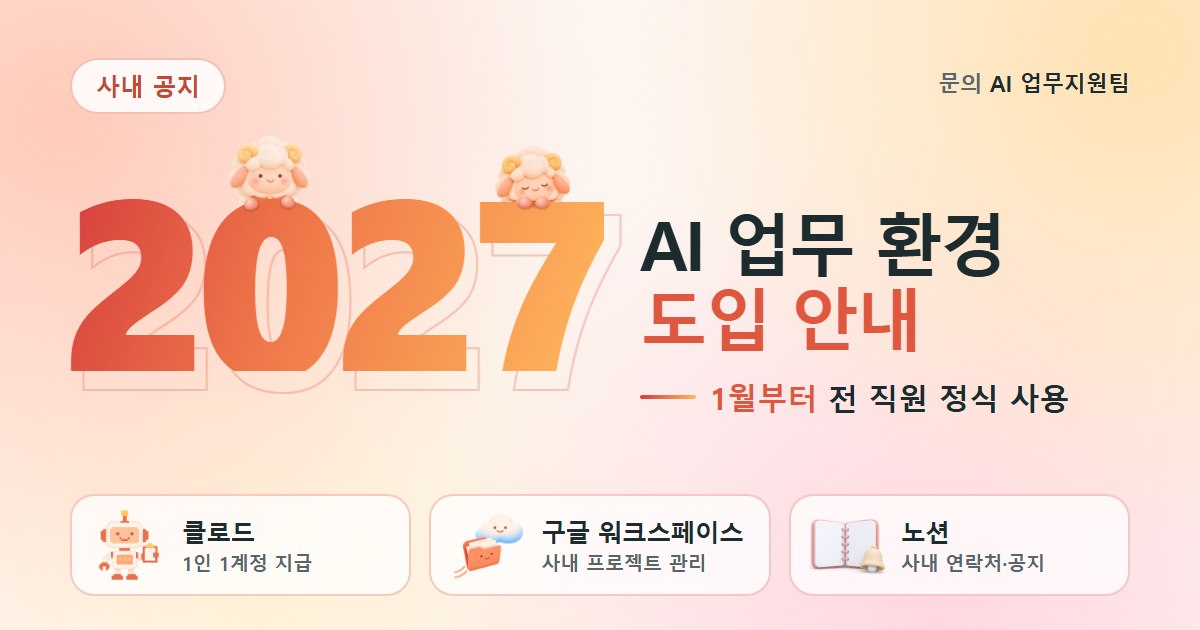 사내 공지
문의 AI 업무지원팀
2027
AI 업무 환경
도입 안내
1월부터 전 직원 정식 사용
클로드
1인 1계정 지급
구글 워크스페이스
사내 프로젝트 관리
노션
사내 연락처·공지